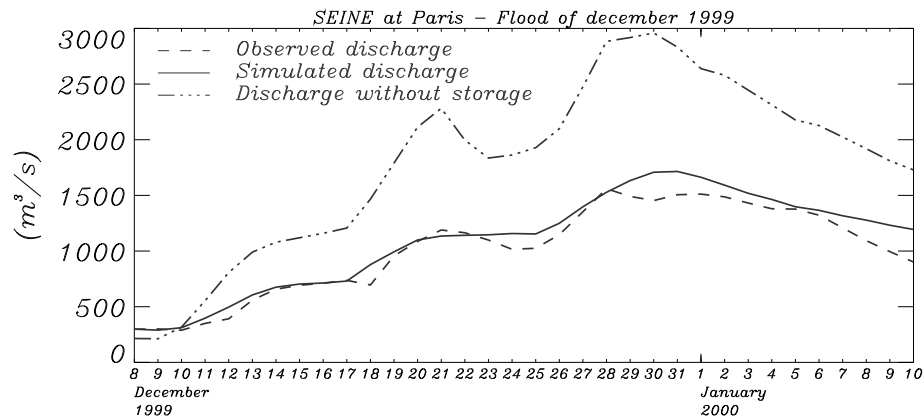 SEINE at Paris – Flood of december 1999
3000
2500
2000
1500
1000
500
0
(m³/s)
Observed discharge
Simulated discharge
Discharge without storage
8 9 10 11 12 13 14 15 16 17 18 19 20 21 22 23 24 25 26 27 28 29 30 31 1 2 3 4 5 6 7 8 9 10
December January
1999 2000